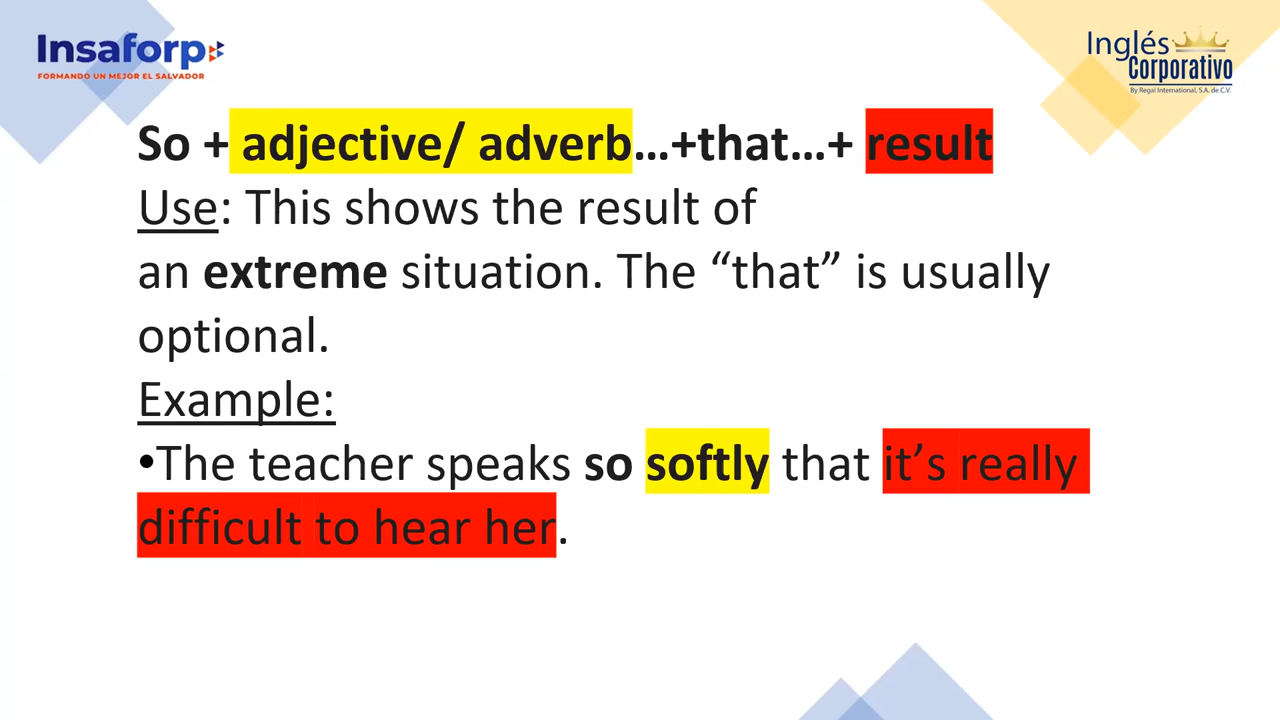 Insaforp
FORMANDO UN MEJOR EL SALVADOR
Inglés
Corporativo
By Regal International, S.A. de C.V.
So + adjective/ adverb…+that…+ result
Use: This shows the result of
an extreme situation. The “that” is usually
optional.
Example:
•The teacher speaks so softly that it’s really
difficult to hear her.